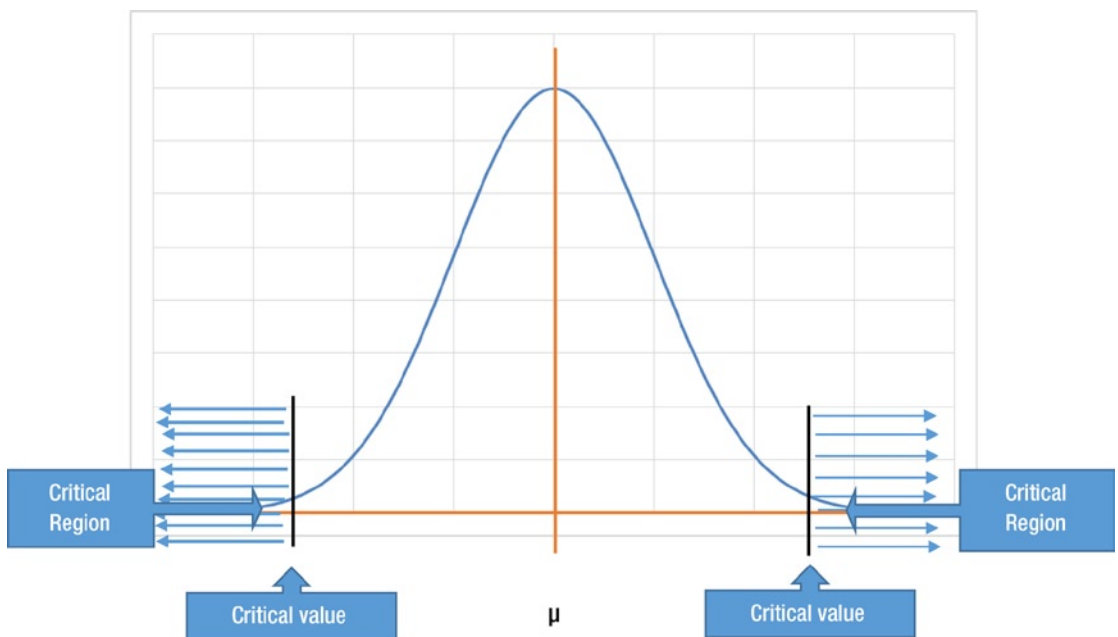 Critical
Region
Critical
Region
Critical value
μ
Critical value